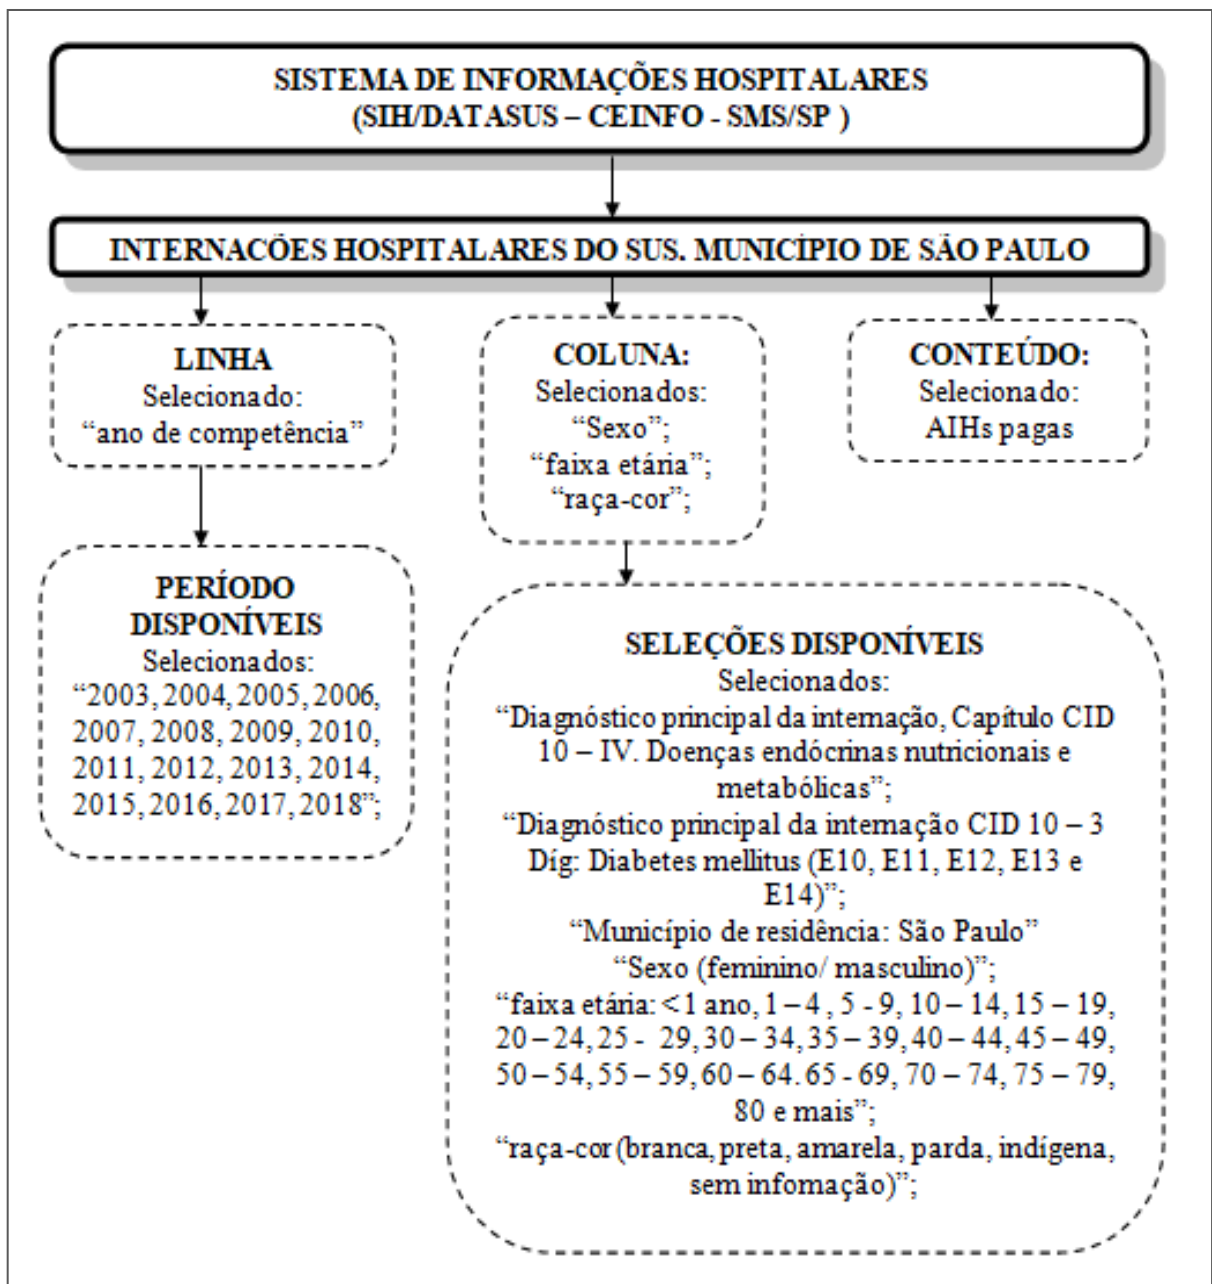 SISTEMA DE INFORMAÇÕES HOSPITALARES
(SIH/DATASUS – CEINFO - SMS/SP )
INTERNACÕES HOSPITALARES DO SUS. MUNICÍPIO DE SÃO PAULO
LINHA
Selecionado:
“ano de competência”
COLUNA:
Selecionados:
“Sexo”;
“faixa etária”;
“raça-cor”;
CONTEÚDO:
Selecionado:
AIHs pagas
PERÍODO
DISPONÍVEIS
Selecionados:
“2003, 2004, 2005, 2006,
2007, 2008, 2009, 2010,
2011, 2012, 2013, 2014,
2015, 2016, 2017, 2018”;
SELEÇÕES DISPONÍVEIS
Selecionados:
“Diagnóstico principal da internação, Capítulo CID
10 – IV. Doenças endócrinas nutricionais e
metabólicas”;
“Diagnóstico principal da internação CID 10 – 3
Dig: Diabetes mellitus (E10, E11, E12, E13 e
E14)”;
“Município de residência: São Paulo”
“Sexo (feminino/ masculino)”;
“faixa etária: <1 ano, 1 – 4 , 5 - 9, 10 – 14, 15 – 19,
20 – 24, 25 - 29, 30 – 34, 35 – 39, 40 – 44, 45 – 49,
50 – 54, 55 – 59, 60 – 64. 65 - 69, 70 – 74, 75 – 79,
80 e mais”;
“raça-cor (branca, preta, amarela, parda, indígena,
sem infomação)”;